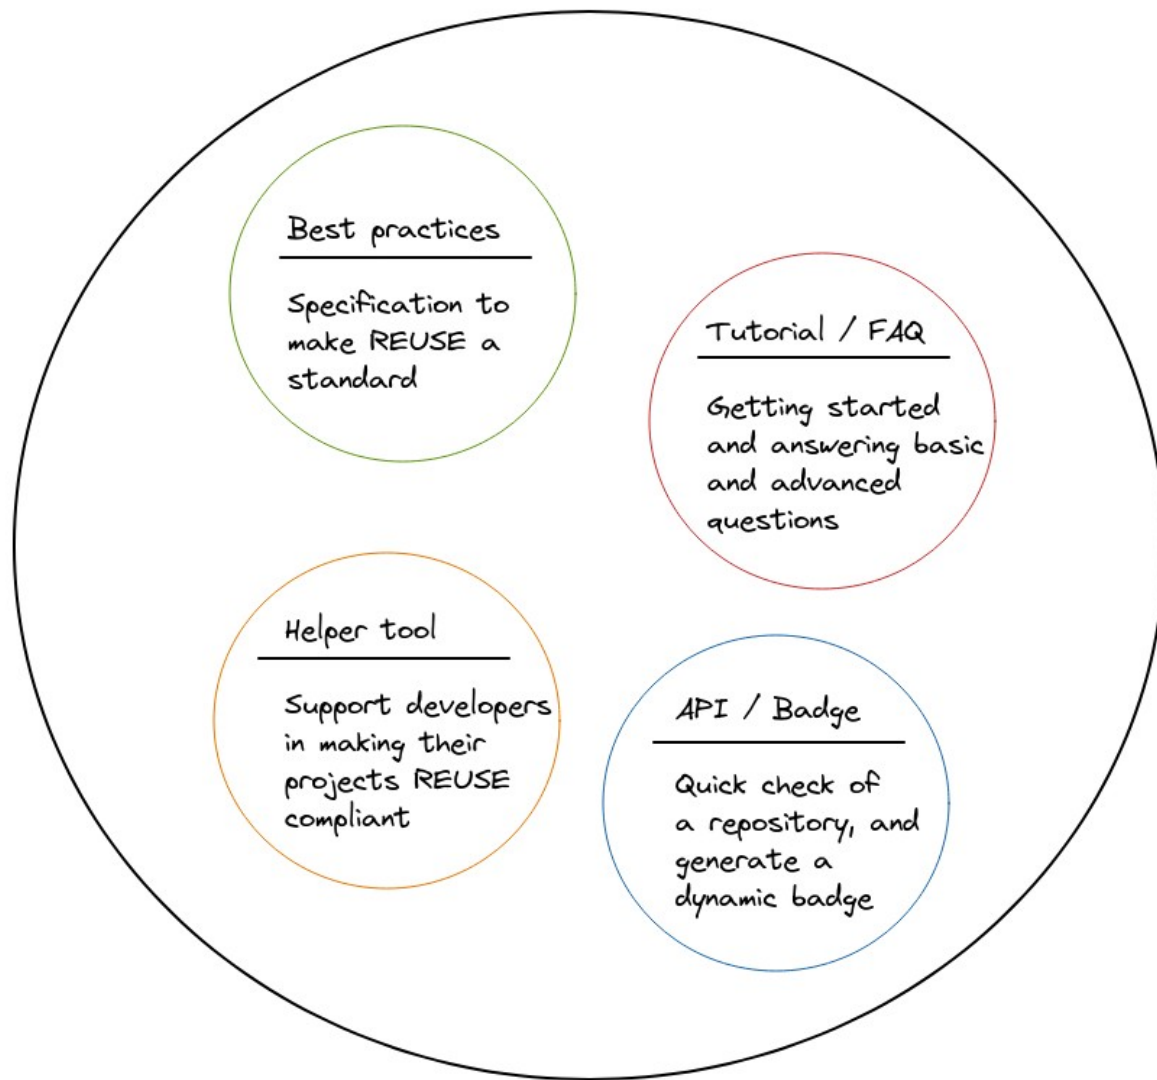 Best practices
Specification to
make REUSE a
standard
Tutorial / FAQ
Getting started
and answering basic
and advanced
questions
Helper tool
Support developers
in making their
projects REUSE
compliant
API / Badge
Quick check of
a repository, and
generate a
dynamic badge